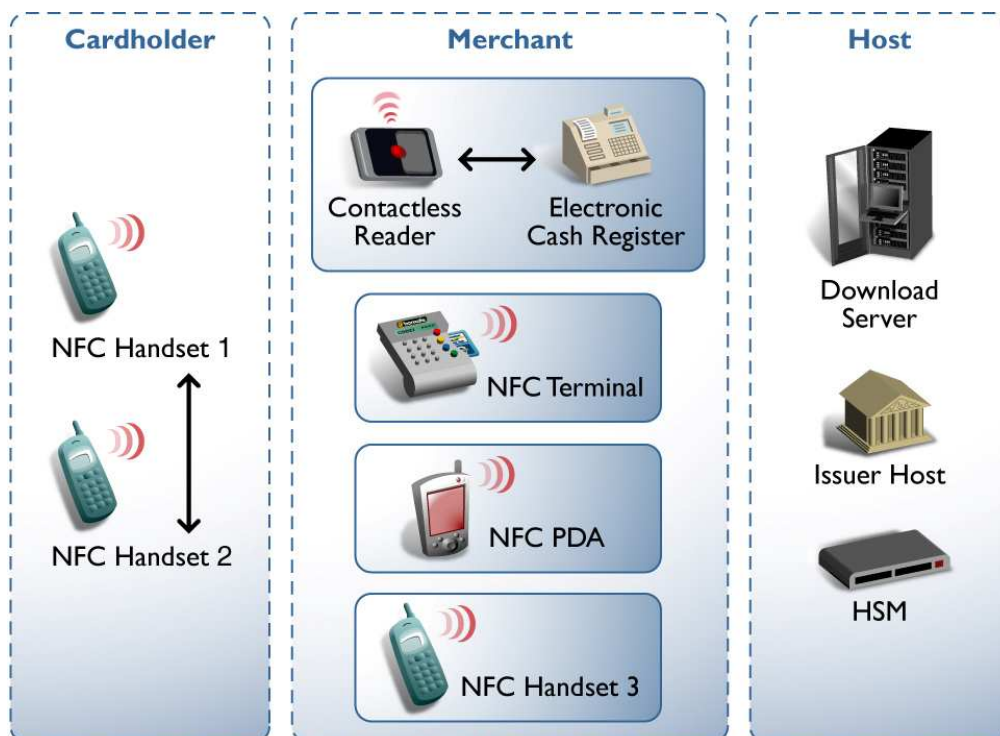 Cardholder
NFC Handset 1
NFC Handset 2
Merchant
Contactless
Reader
Electronic
Cash Register
NFC Terminal
NFC PDA
NFC Handset 3
Host
Download
Server
Issuer Host
HSM